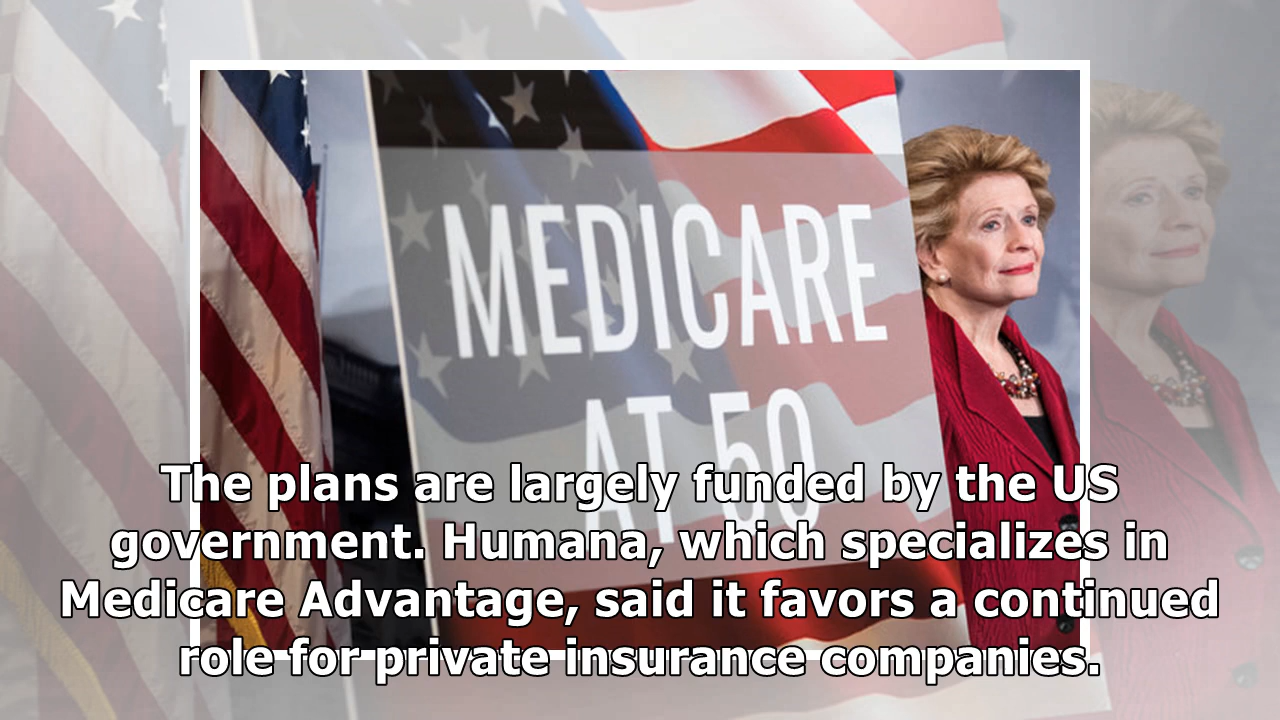 MEDICARE
AT 50
The plans are largely funded by the US
government. Humana, which specializes in
Medicare Advantage, said it favors a continued
role for private insurance companies.